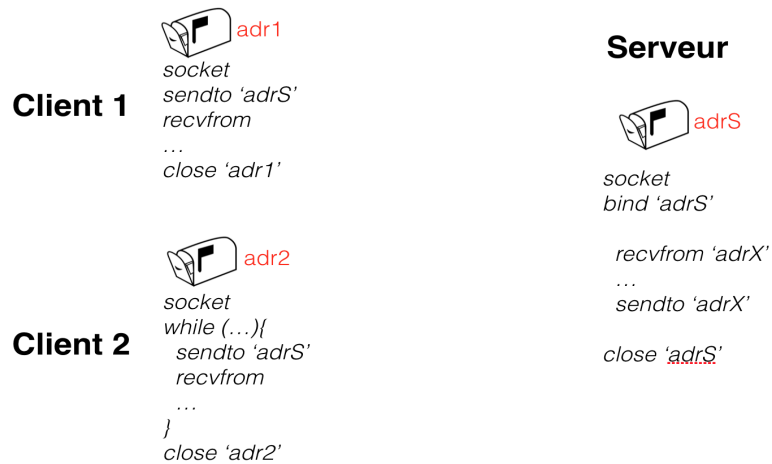 adr1
Client 1
socket
sendto ‘adrS’
recvfrom
…
close ‘adr1’
adr2
Client 2
socket
while (…){
sendto ‘adrS’
recvfrom
…
}
close ‘adr2’
Serveur
adrS
socket
bind ‘adrS’
recvfrom ‘adrX’
…
sendto ‘adrX’
close ‘adrS’